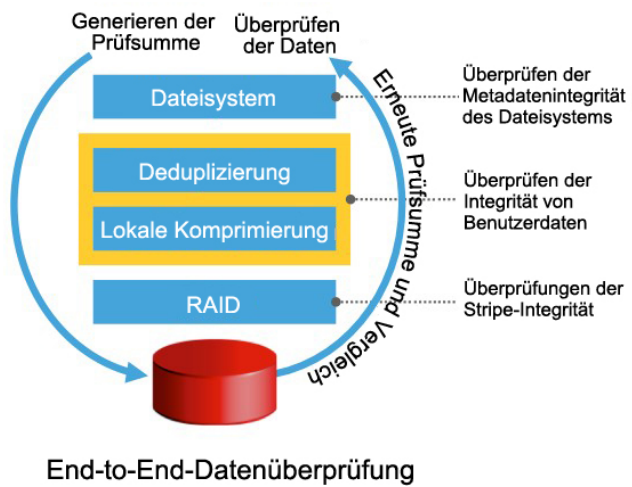 Generieren der
Prüfsumme
Überprüfen
der Daten
Dateisystem
Deduplizierung
Lokale Komprimierung
RAID
Erneute Prüfsumme und Vergleich
Überprüfen der
Metadatenintegrität
des Dateisystems
Überprüfen der
Integrität von
Benutzerdaten
Überprüfungen der
Stripe-Integrität
End-to-End-Datenüberprüfung